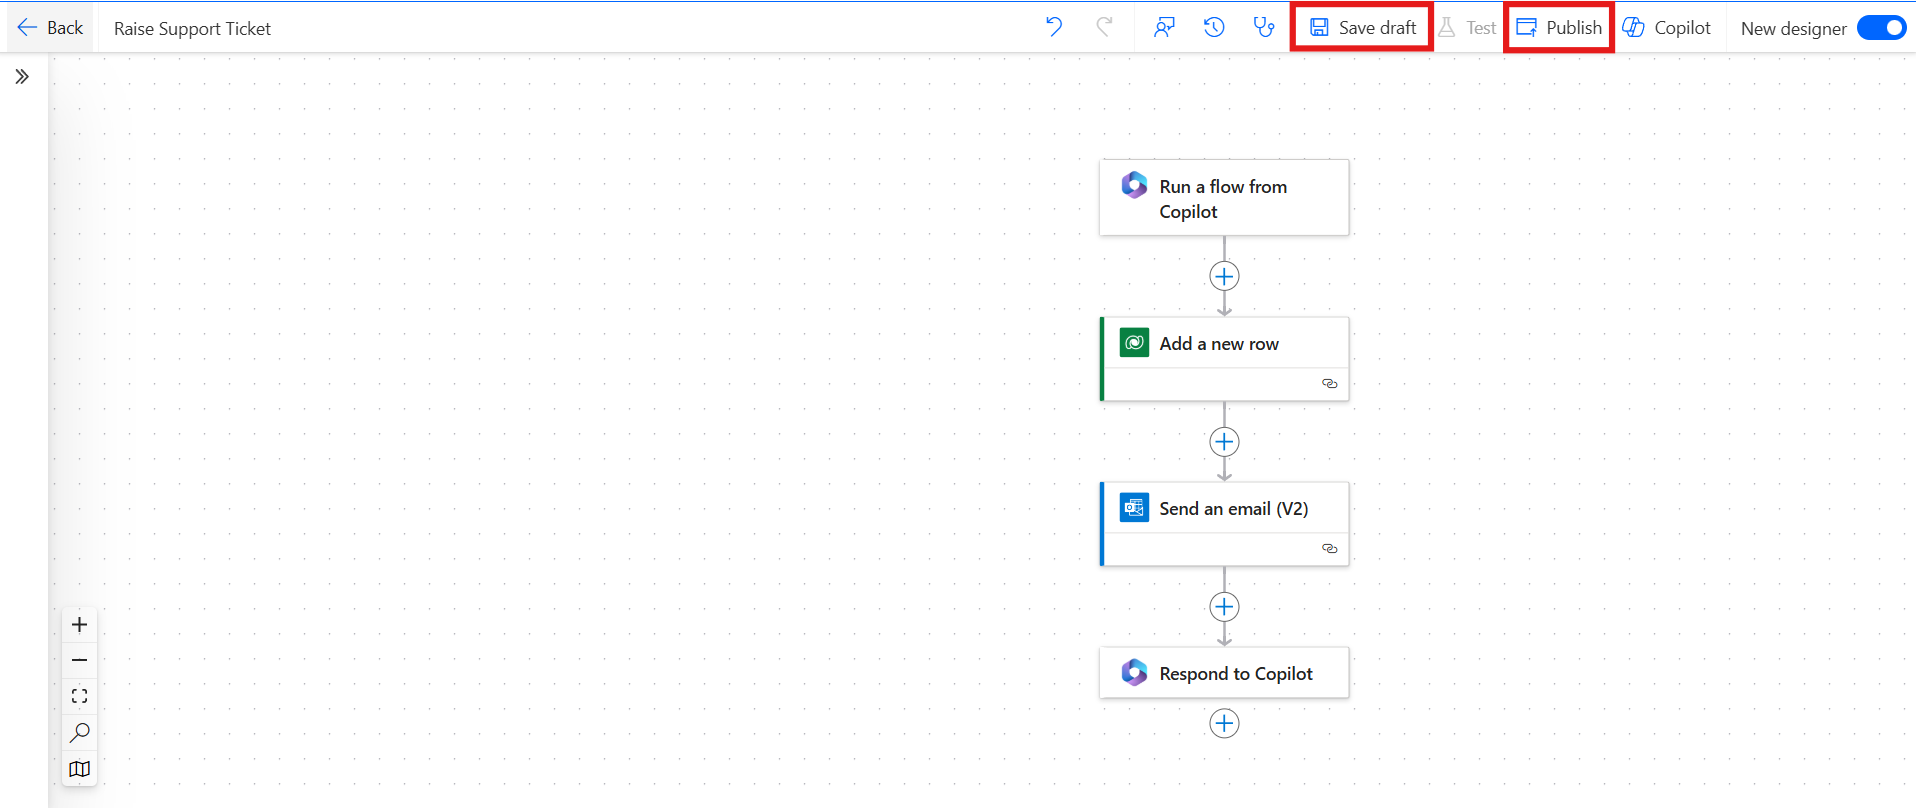 Back
Raise Support Ticket
Save draft
Test
Publish
Copilot
New designer
Run a flow from
Copilot
Add a new row
Send an email (V2)
Respond to Copilot